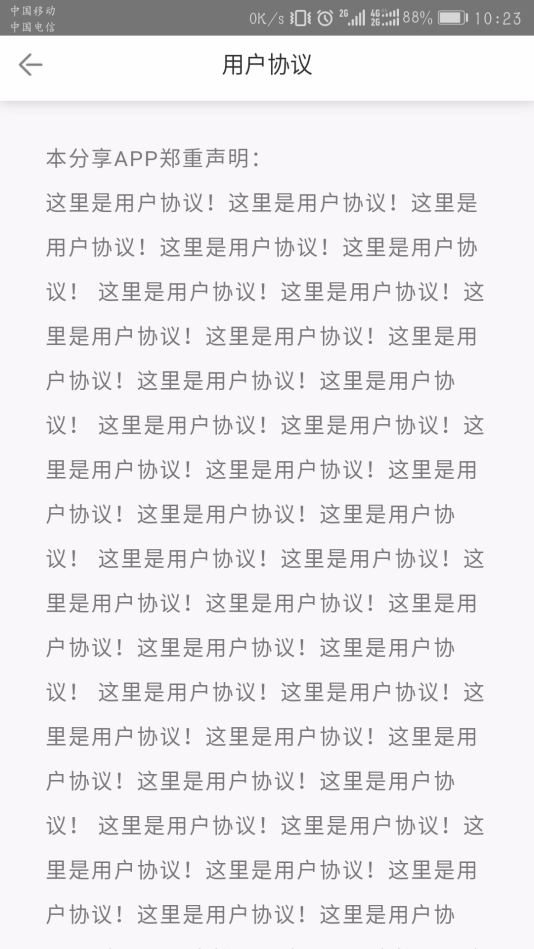 中国移动
中国电信
0K/s 2G 4G 2G 88% 10:23
用户协议
本分享APP郑重声明：
这里是用户协议！这里是用户协议！这里是
用户协议！这里是用户协议！这里是用户协
议！ 这里是用户协议！这里是用户协议！这
里是用户协议！这里是用户协议！这里是用
户协议！这里是用户协议！这里是用户协
议！ 这里是用户协议！这里是用户协议！这
里是用户协议！这里是用户协议！这里是用
户协议！这里是用户协议！这里是用户协
议！ 这里是用户协议！这里是用户协议！这
里是用户协议！这里是用户协议！这里是用
户协议！这里是用户协议！这里是用户协
议！ 这里是用户协议！这里是用户协议！这
里是用户协议！这里是用户协议！这里是用
户协议！这里是用户协议！这里是用户协
议！ 这里是用户协议！这里是用户协议！这
里是用户协议！这里是用户协议！这里是用
户协议！这里是用户协议！这里是用户协